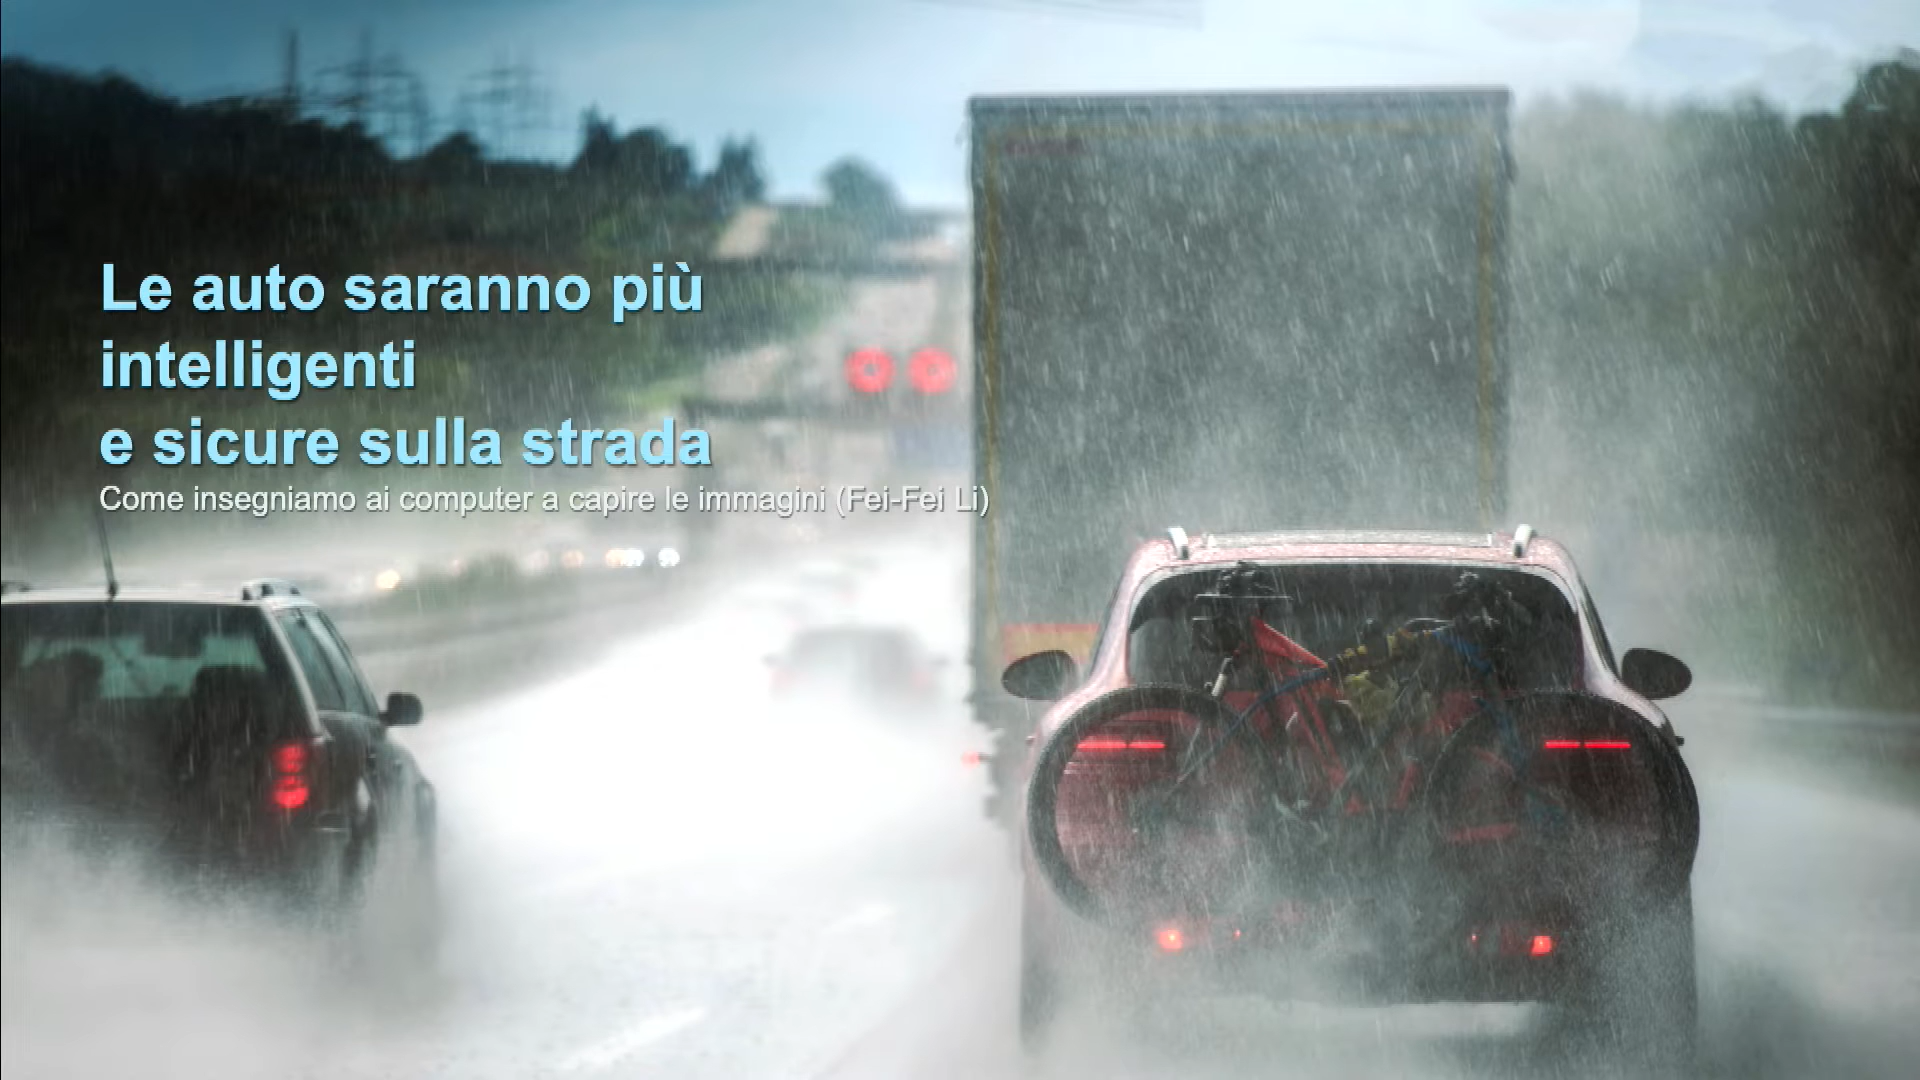 Le auto saranno più
intelligenti
e sicure sulla strada
Come insegniamo ai computer a capire le immagini (Fei-Fei Li)